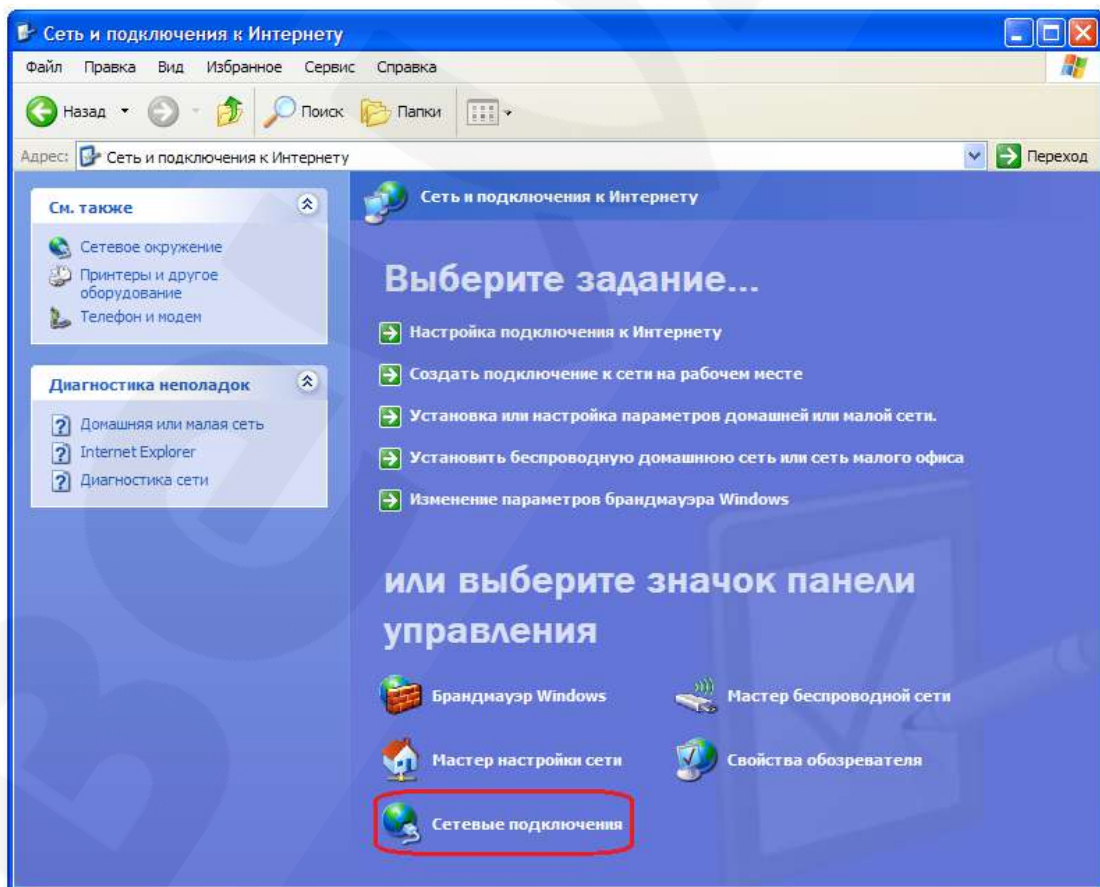 Сеть и подключения к Интернету
Файл Правка Вид Избранное Сервис Справка
Назад Поиск Папки
Адрес: Сеть и подключения к Интернету Переход
См. также
Сетевое окружение
Принтеры и другое
оборудование
Телефон и модем
Диагностика неполадок
Домашняя или малая сеть
Internet Explorer
Диагностика сети
Сеть и подключения к Интернету
Выберите задание...
Настройка подключения к Интернету
Создать подключение к сети на рабочем месте
Установка или настройка параметров домашней или малой сети.
Установить беспроводную домашнюю сеть или сеть малого офиса
Изменение параметров брандмауэра Windows
или выберите значок панели
управления
Брандмауэр Windows
Мастер беспроводной сети
Мастер настройки сети
Свойства обозревателя
Сетевые подключения